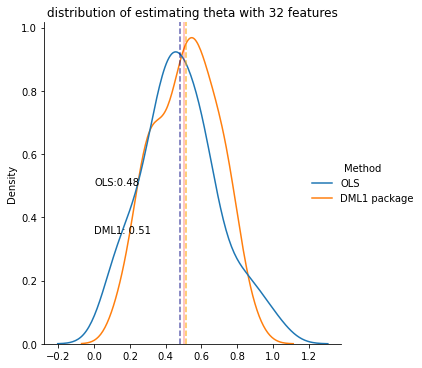 distribution of estimating theta with 32 features
1.0
0.8
0.6
0.4
0.2
0.0
Density
OLS:0.48
DML1: 0.51
−0.2 0.0 0.2 0.4 0.6 0.8 1.0 1.2
Method
OLS
DML1 package